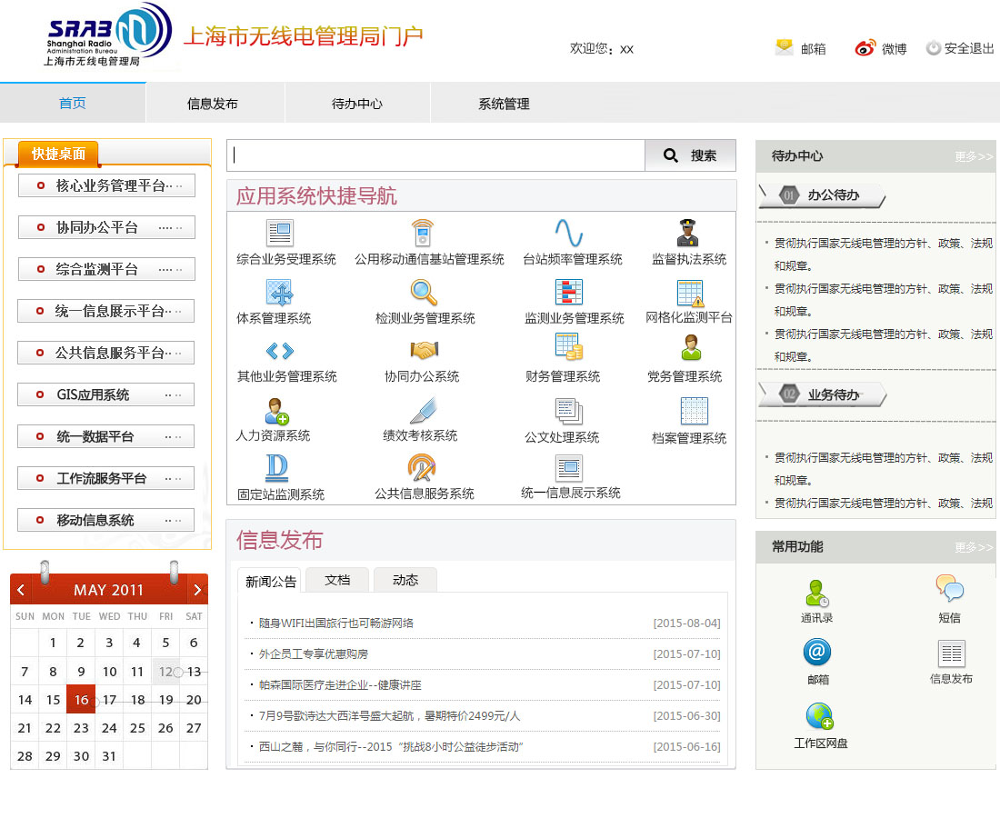 SRAB
Shanghai Radio
Administration Bureau
上海市无线电管理局
上海市无线电管理局门户
欢迎您：xx
邮箱
微博
安全退出
首页
信息发布
待办中心
系统管理
快捷桌面
核心业务管理平台
协同办公平台
综合监测平台
统一信息展示平台
公共信息服务平台
GIS应用系统
统一数据平台
工作流服务平台
移动信息系统
MAY 2011
SUN MON TUE WED THU FRI SAT
1 2 3 4 5 6
7 8 9 10 11 12 13
14 15 16 17 18 19 20
21 22 23 24 25 26 27
28 29 30 31
搜索
应用系统快捷导航
综合业务受理系统 公用移动通信基站管理系统 台站频率管理系统 监督执法系统
体系管理系统 检测业务管理系统 监测业务管理系统 网格化监测平台
其他业务管理系统 协同办公系统 财务管理系统 党务管理系统
人力资源系统 绩效考核系统 公文处理系统 档案管理系统
固定站监测系统 公共信息服务系统 统一信息展示系统
信息发布
新闻公告 文档 动态
· 随身WIFI出国旅行也可畅游网络 [2015-08-04]
· 外企员工专享优惠购房 [2015-07-10]
· 帕森国际医疗走进企业--健康讲座 [2015-07-10]
· 7月9号歌诗达大西洋号盛大起航，暑期特价2499元/人 [2015-06-30]
· 西山之麓，与你同行--2015“挑战8小时公益徒步活动” [2015-06-16]
待办中心 更多>>
01 办公待办
· 贯彻执行国家无线电管理的方针、政策、法规
和规章。
· 贯彻执行国家无线电管理的方针、政策、法规
和规章。
· 贯彻执行国家无线电管理的方针、政策、法规
和规章。
02 业务待办
· 贯彻执行国家无线电管理的方针、政策、法规
和规章。
· 贯彻执行国家无线电管理的方针、政策、法规
常用功能 更多>>
通讯录 短信
邮箱 信息发布
工作区网盘